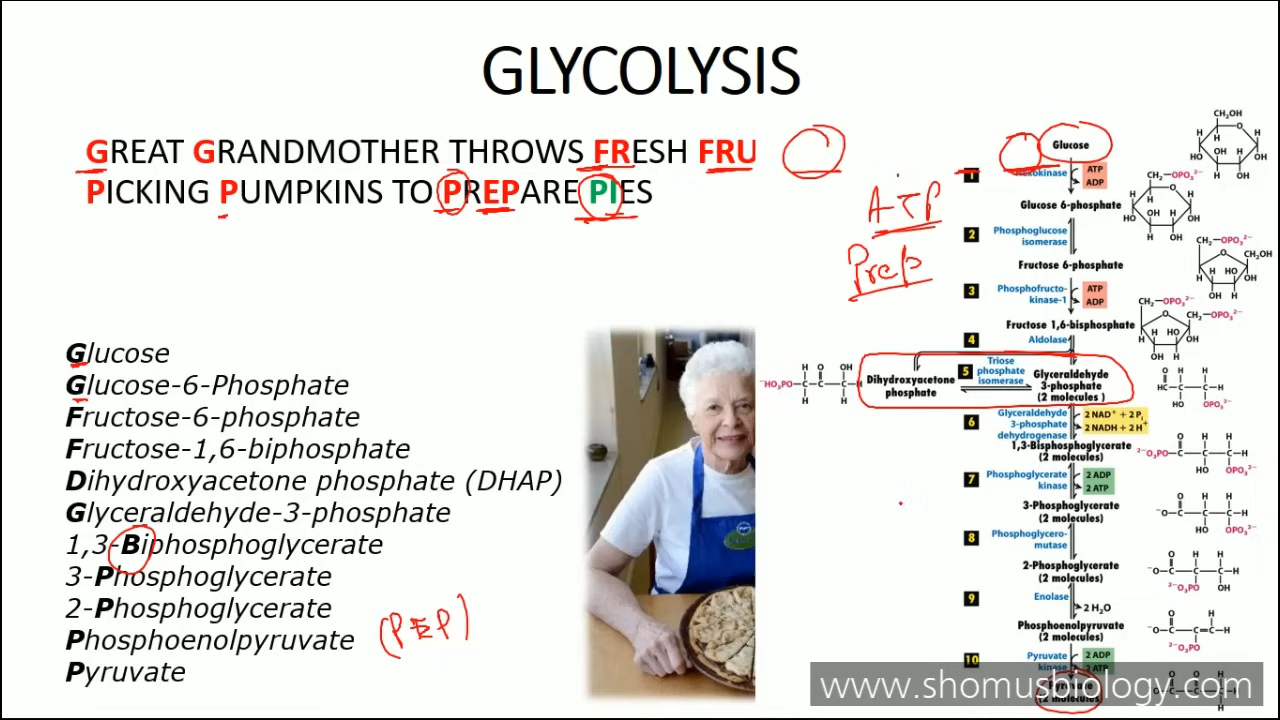 GLYCOLYSIS
GREAT GRANDMOTHER THROWS FRESH FRU
PICKING PUMPKINS TO PREPARE PIES
ATP
Prep
Glucose
Glucose-6-Phosphate
Fructose-6-phosphate
Fructose-1,6-biphosphate
Dihydroxyacetone phosphate (DHAP)
Glyceraldehyde-3-phosphate
1,3-Biphosphoglycerate
3-Phosphoglycerate
2-Phosphoglycerate
Phosphoenolpyruvate (PEP)
Pyruvate
Glucose
1 Hexokinase ATP
ADP
Glucose 6-phosphate
2 Phosphoglucose
isomerase
Fructose 6-phosphate
3 Phosphofructo-
kinase-1
ATP
ADP
Fructose 1,6-bisphosphate
4 Aldolase
5 Triose
phosphate
isomerase
Dihydroxyacetone
phosphate
Glyceraldehyde
3-phosphate
(2 molecules )
6 Glyceraldehyde
3-phosphate
dehydrogenase
2 NAD+ + 2 Pi
2 NADH + 2 H+
1,3-Bisphosphoglycerate
(2 molecules)
7 Phosphoglycerate
kinase
2 ADP
2 ATP
3-Phosphoglycerate
(2 molecules)
8 Phosphoglycero-
mutase
2-Phosphoglycerate
(2 molecules)
9 Enolase
2 H2O
Phosphoenolpyruvate
(2 molecules)
10 Pyruvate
kinase
2 ADP
2 ATP
Pyruvate
(2 molecules)
www.shomusbiology.com